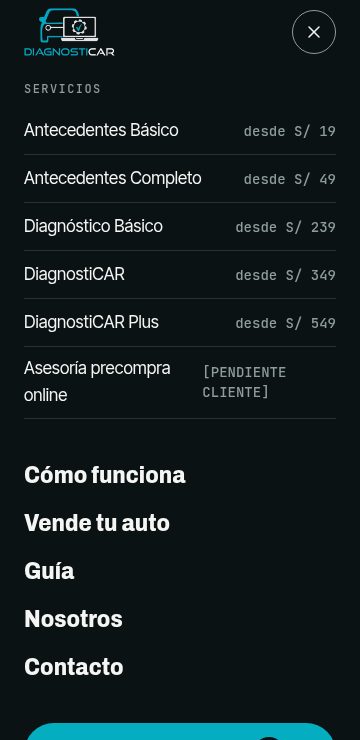 DIAGNOSTICAR
SERVICIOS
Antecedentes Básico desde S/ 19
Antecedentes Completo desde S/ 49
Diagnóstico Básico desde S/ 239
DiagnostiCAR desde S/ 349
DiagnostiCAR Plus desde S/ 549
Asesoría precompra online [PENDIENTE CLIENTE]
Cómo funciona
Vende tu auto
Guía
Nosotros
Contacto